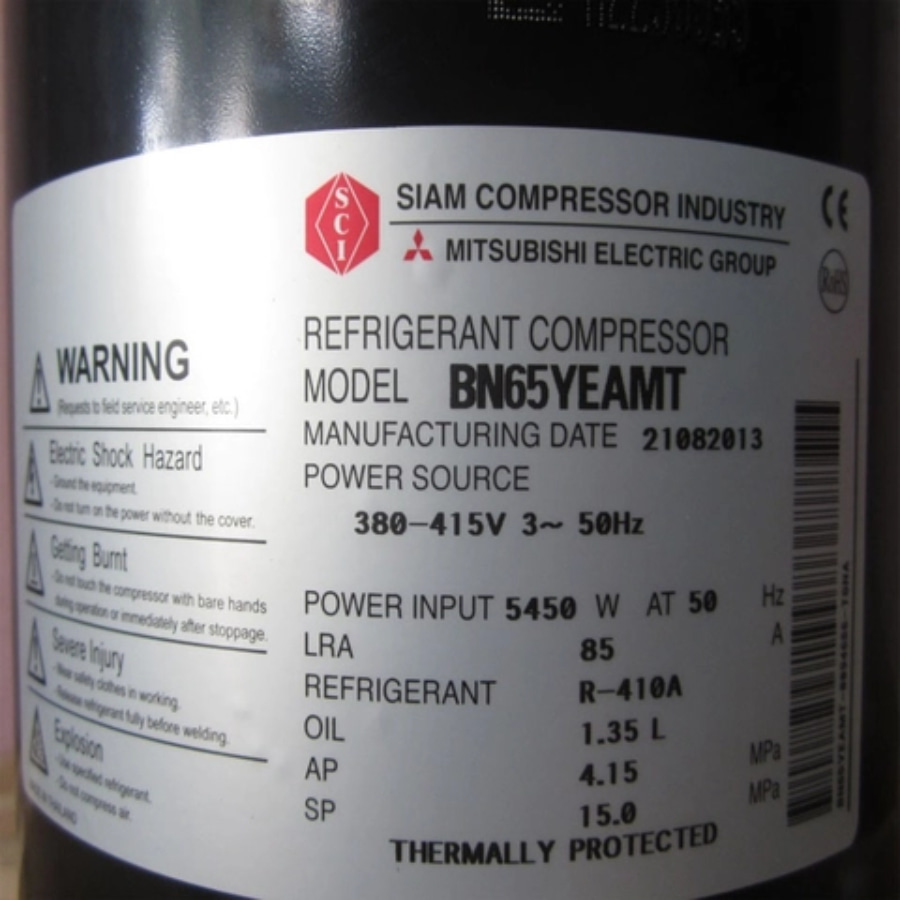 SCI
SIAM COMPRESSOR INDUSTRY
MITSUBISHI ELECTRIC GROUP
CE
RoHS
REFRIGERANT COMPRESSOR
MODEL BN65YEAMT
MANUFACTURING DATE 21082013
POWER SOURCE
380-415V 3~ 50Hz
POWER INPUT 5450 W AT 50 Hz
LRA 85 A
REFRIGERANT R-410A
OIL 1.35 L
AP 4.15 MPa
SP 15.0 MPa
THERMALLY PROTECTED
WARNING
(Requests to field service engineer, etc.)
Electric Shock Hazard
-Ground the equipment.
-Do not turn on the power without the cover.
Getting Burnt
-Do not touch the compressor with bare hands
during operation or immediately after stoppage.
Severe Injury
-Wear safety clothes in working.
-Release refrigerant fully before welding.
Explosion
-Use specified refrigerant.
-Do not compress air.
MADE IN THAILAND
BN65YEAMT